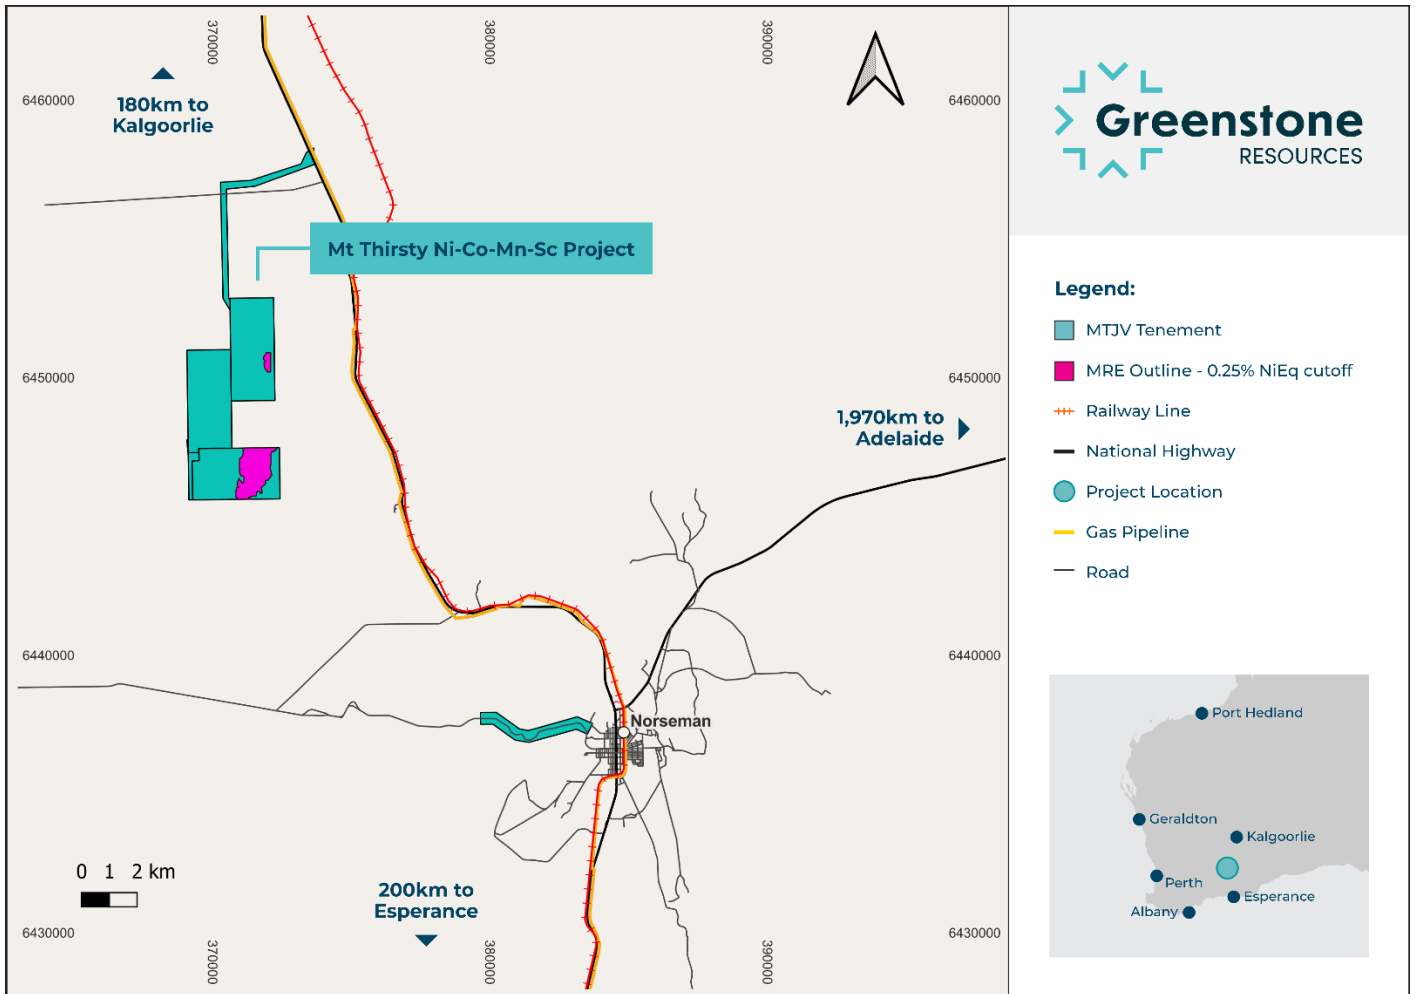 370000
380000
390000
6460000
6460000
180km to
Kalgoorlie
Mt Thirsty Ni-Co-Mn-Sc Project
6450000
6450000
1,970km to
Adelaide
6440000
6440000
Norseman
0 1 2 km
200km to
Esperance
6430000
6430000
370000
380000
390000
Greenstone
RESOURCES
Legend:
MTJV Tenement
MRE Outline - 0.25% NiEq cutoff
Railway Line
National Highway
Project Location
Gas Pipeline
Road
Port Hedland
Geraldton
Kalgoorlie
Perth
Esperance
Albany